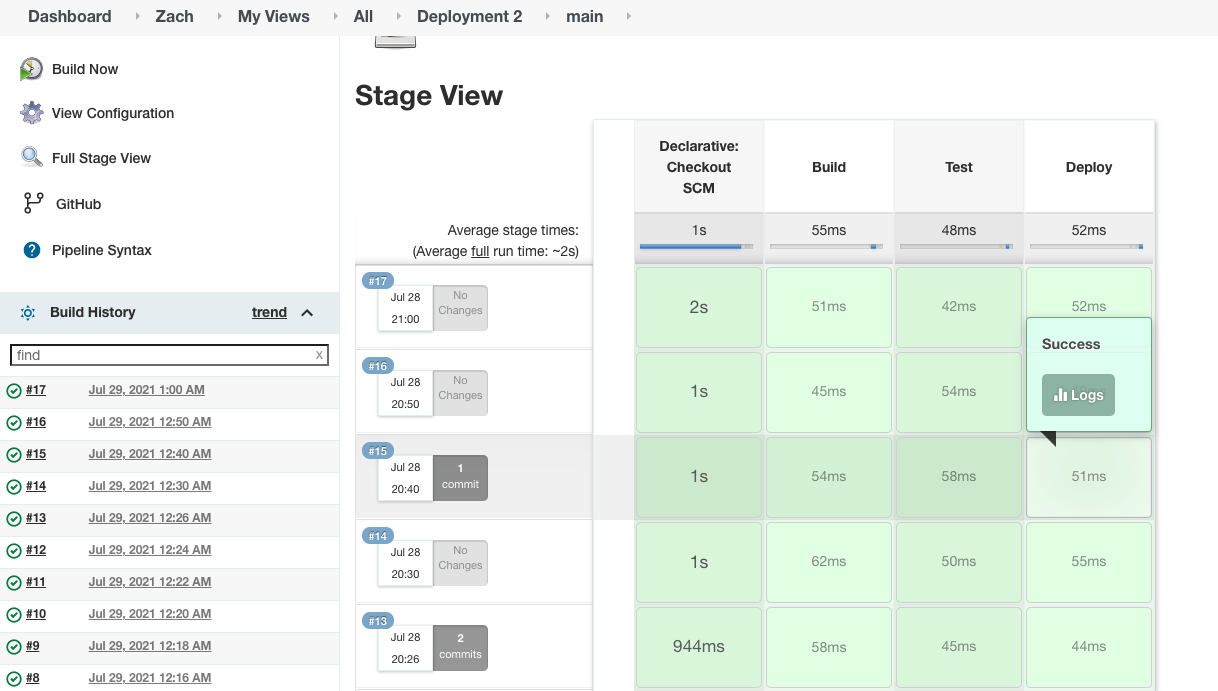 Dashboard Zach My Views All Deployment 2 main
Build Now
View Configuration
Full Stage View
GitHub
Pipeline Syntax
Build History trend
find x
#17 Jul 29, 2021 1:00 AM
#16 Jul 29, 2021 12:50 AM
#15 Jul 29, 2021 12:40 AM
#14 Jul 29, 2021 12:30 AM
#13 Jul 29, 2021 12:26 AM
#12 Jul 29, 2021 12:24 AM
#11 Jul 29, 2021 12:22 AM
#10 Jul 29, 2021 12:20 AM
#9 Jul 29, 2021 12:18 AM
#8 Jul 29, 2021 12:16 AM
Stage View
Declarative:
Checkout
SCM
Build
Test
Deploy
Average stage times:
(Average full run time: ~2s)
1s 55ms 48ms 52ms
#17
Jul 28
21:00
No
Changes
2s 51ms 42ms 52ms
#16
Jul 28
20:50
No
Changes
1s 45ms 54ms
Success
Logs
#15
Jul 28
20:40
1
commit
1s 54ms 58ms 51ms
#14
Jul 28
20:30
No
Changes
1s 62ms 50ms 55ms
#13
Jul 28
20:26
2
commits
944ms 58ms 45ms 44ms